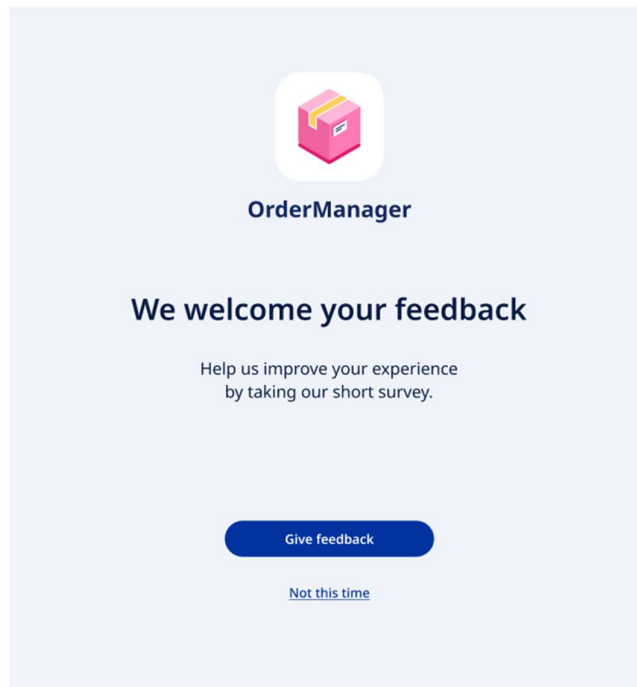 OrderManager
We welcome your feedback
Help us improve your experience
by taking our short survey.
Give feedback
Not this time